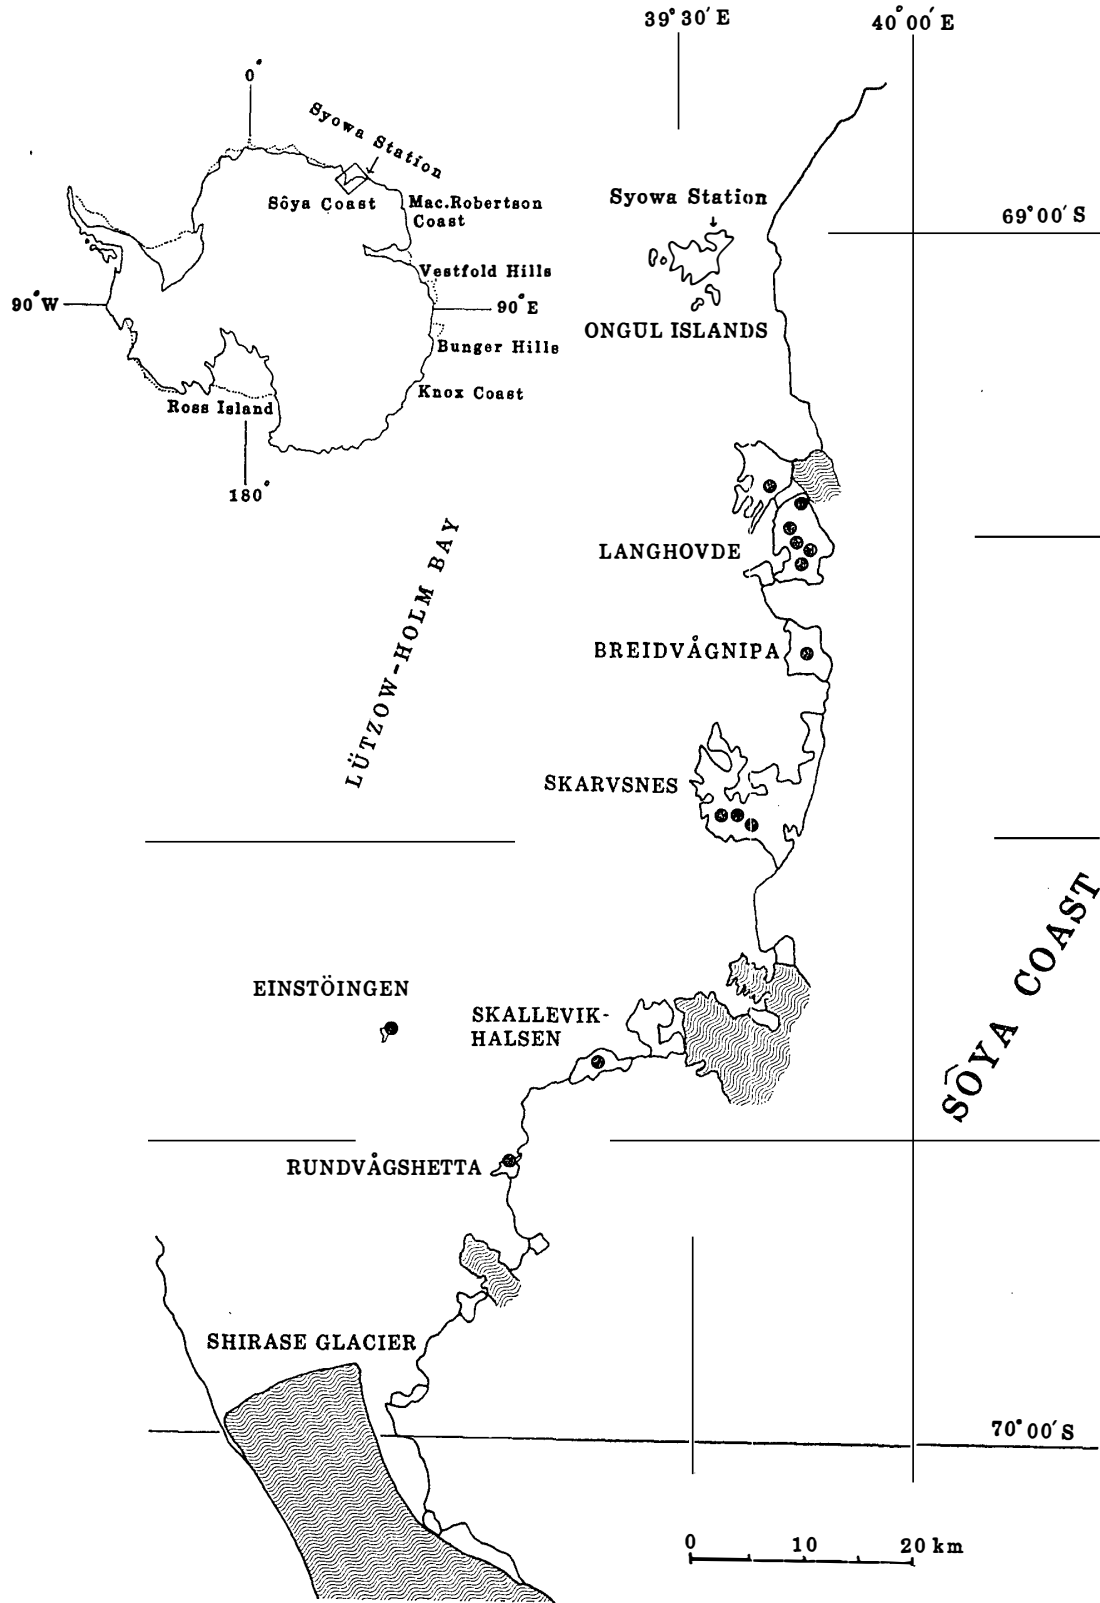 39°30′E
40°00′E
0°
Syowa Station
Sôya Coast
Mac.Robertson
Coast
Vestfold Hills
90°W
90°E
Bunger Hills
Knox Coast
Ross Island
180°
Syowa Station
69°00′S
ONGUL ISLANDS
LANGHOVDE
LÜTZOW-HOLM BAY
BREIDVÅGNIPA
SKARVSNES
SÔYA COAST
EINSTÖINGEN
SKALLEVIK-
HALSEN
RUNDVÅGSHETTA
SHIRASE GLACIER
70°00′S
0 10 20 km